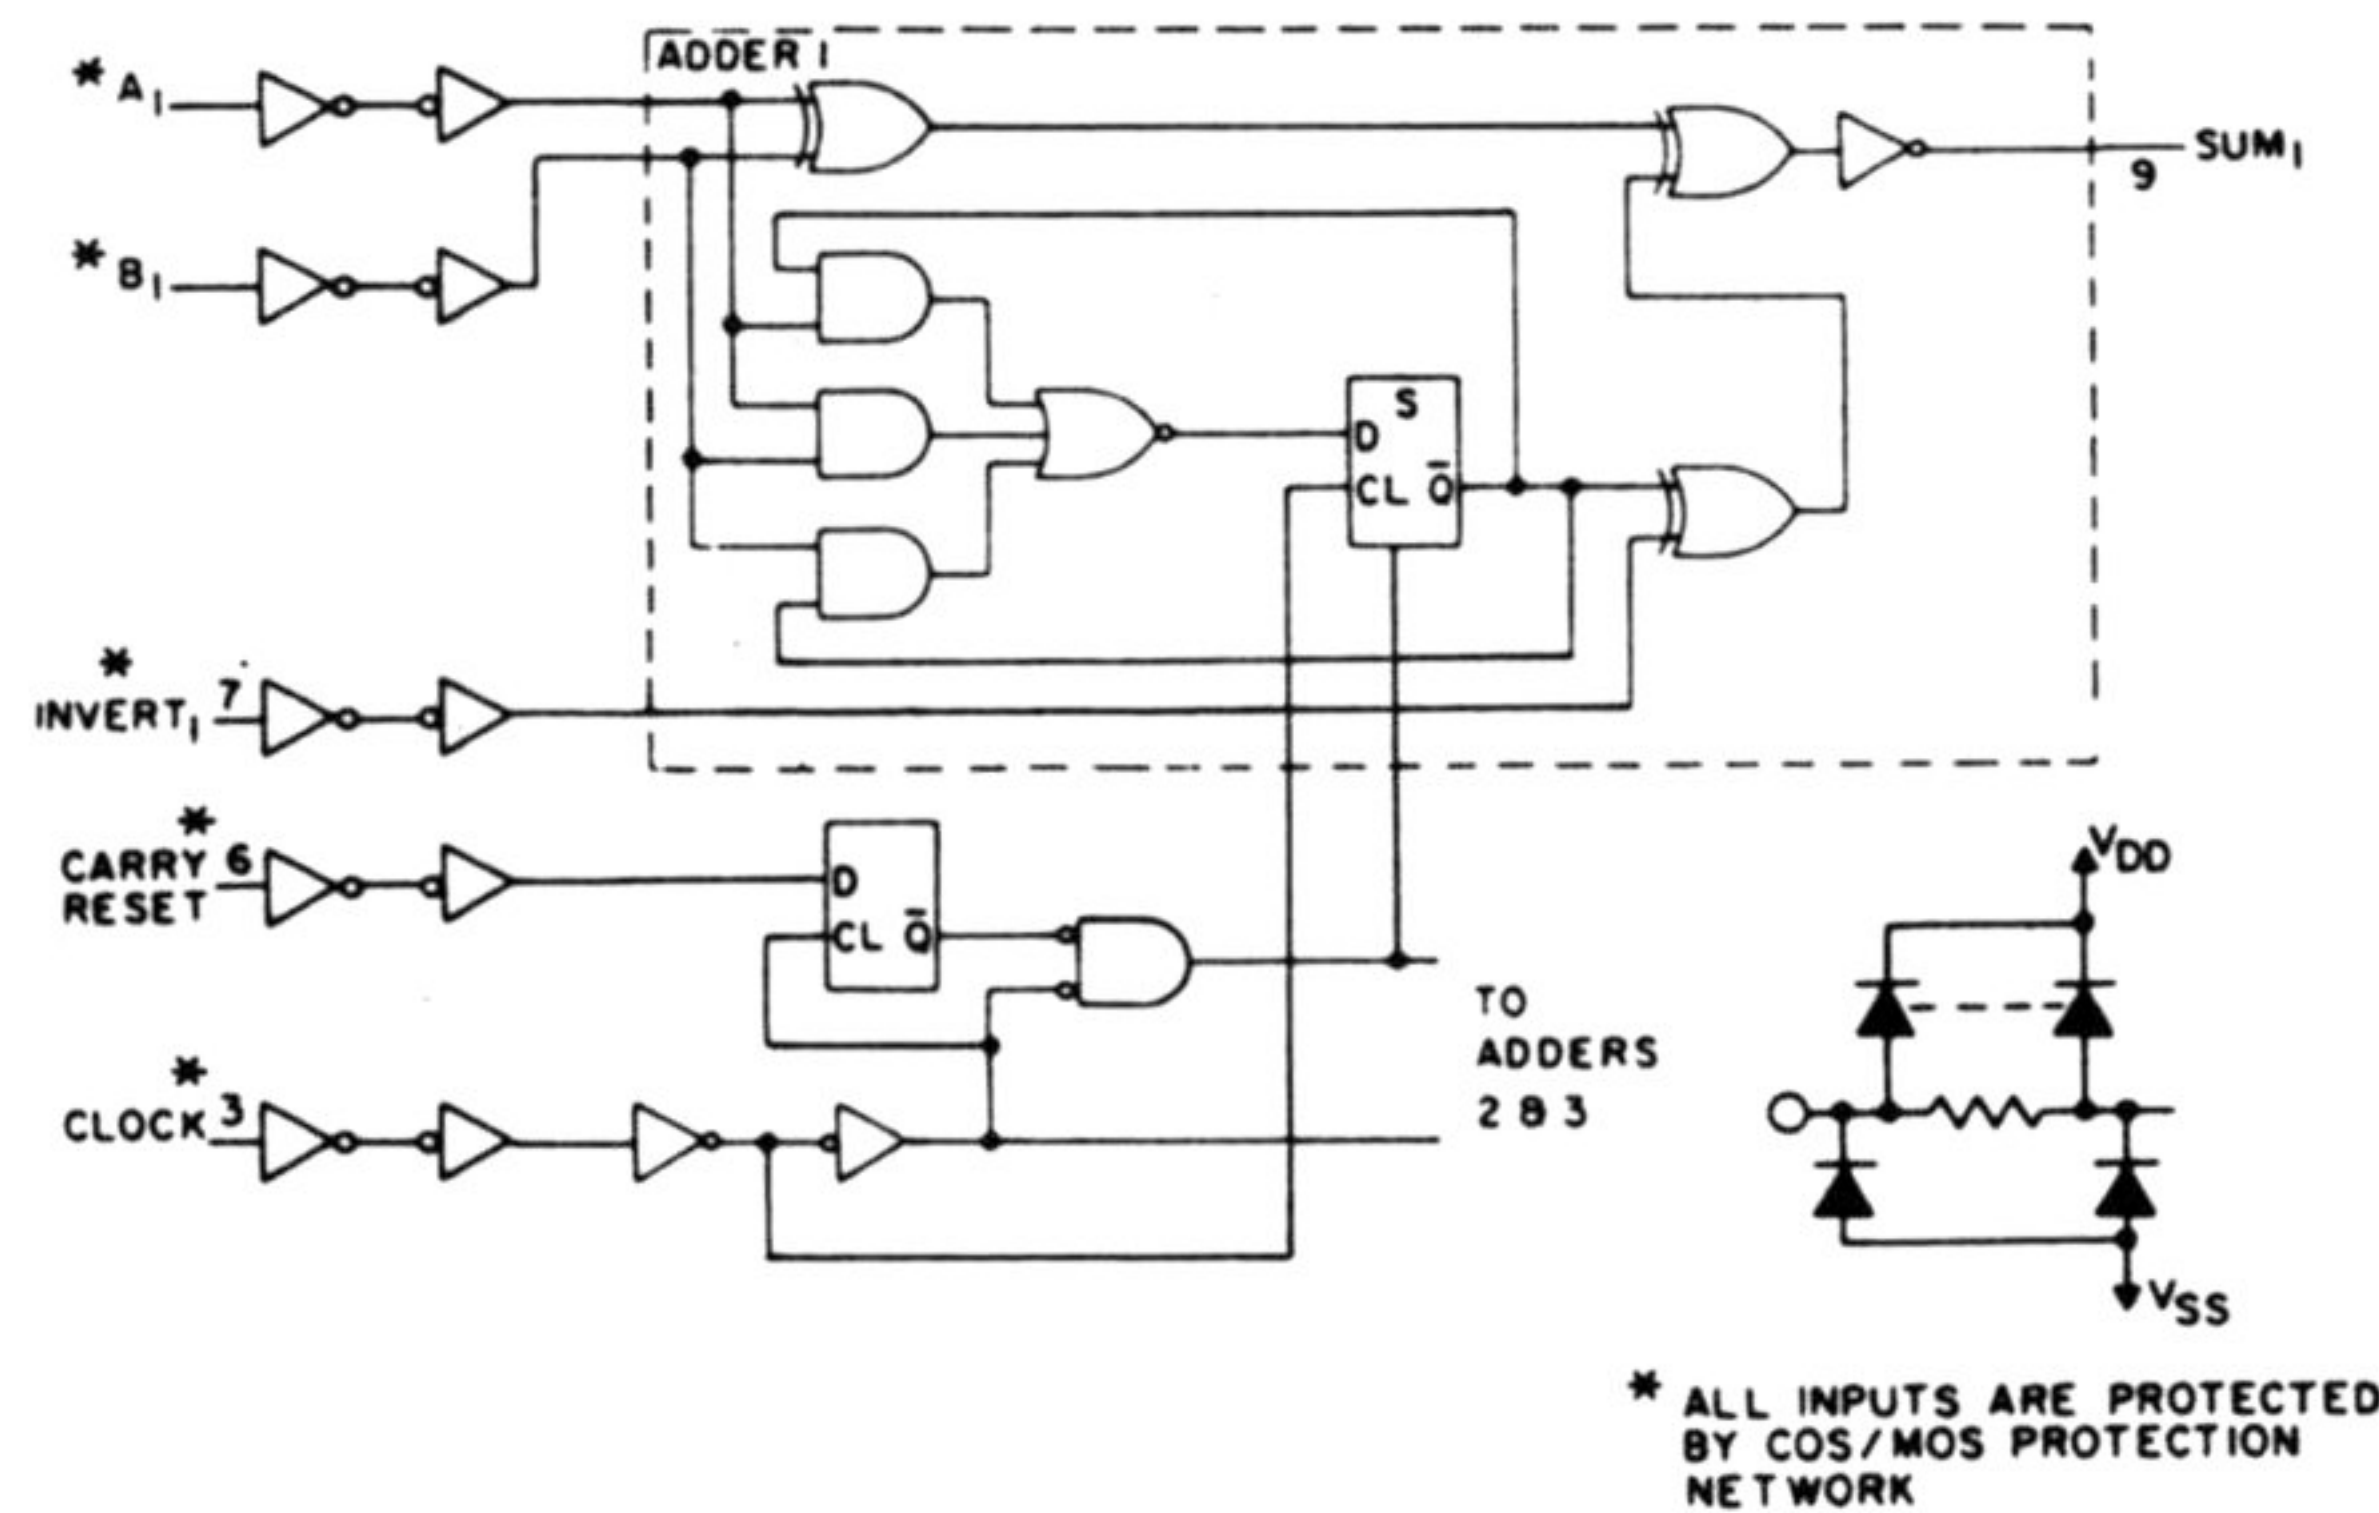 ADDER 1
* A1
SUM1
9
* B1
S
D
CL Q̅
*
INVERT1 7
*
CARRY 6
RESET
D
CL Q̅
VDD
TO
ADDERS
2 8 3
*
CLOCK 3
VSS
* ALL INPUTS ARE PROTECTED
BY COS/MOS PROTECTION
NETWORK